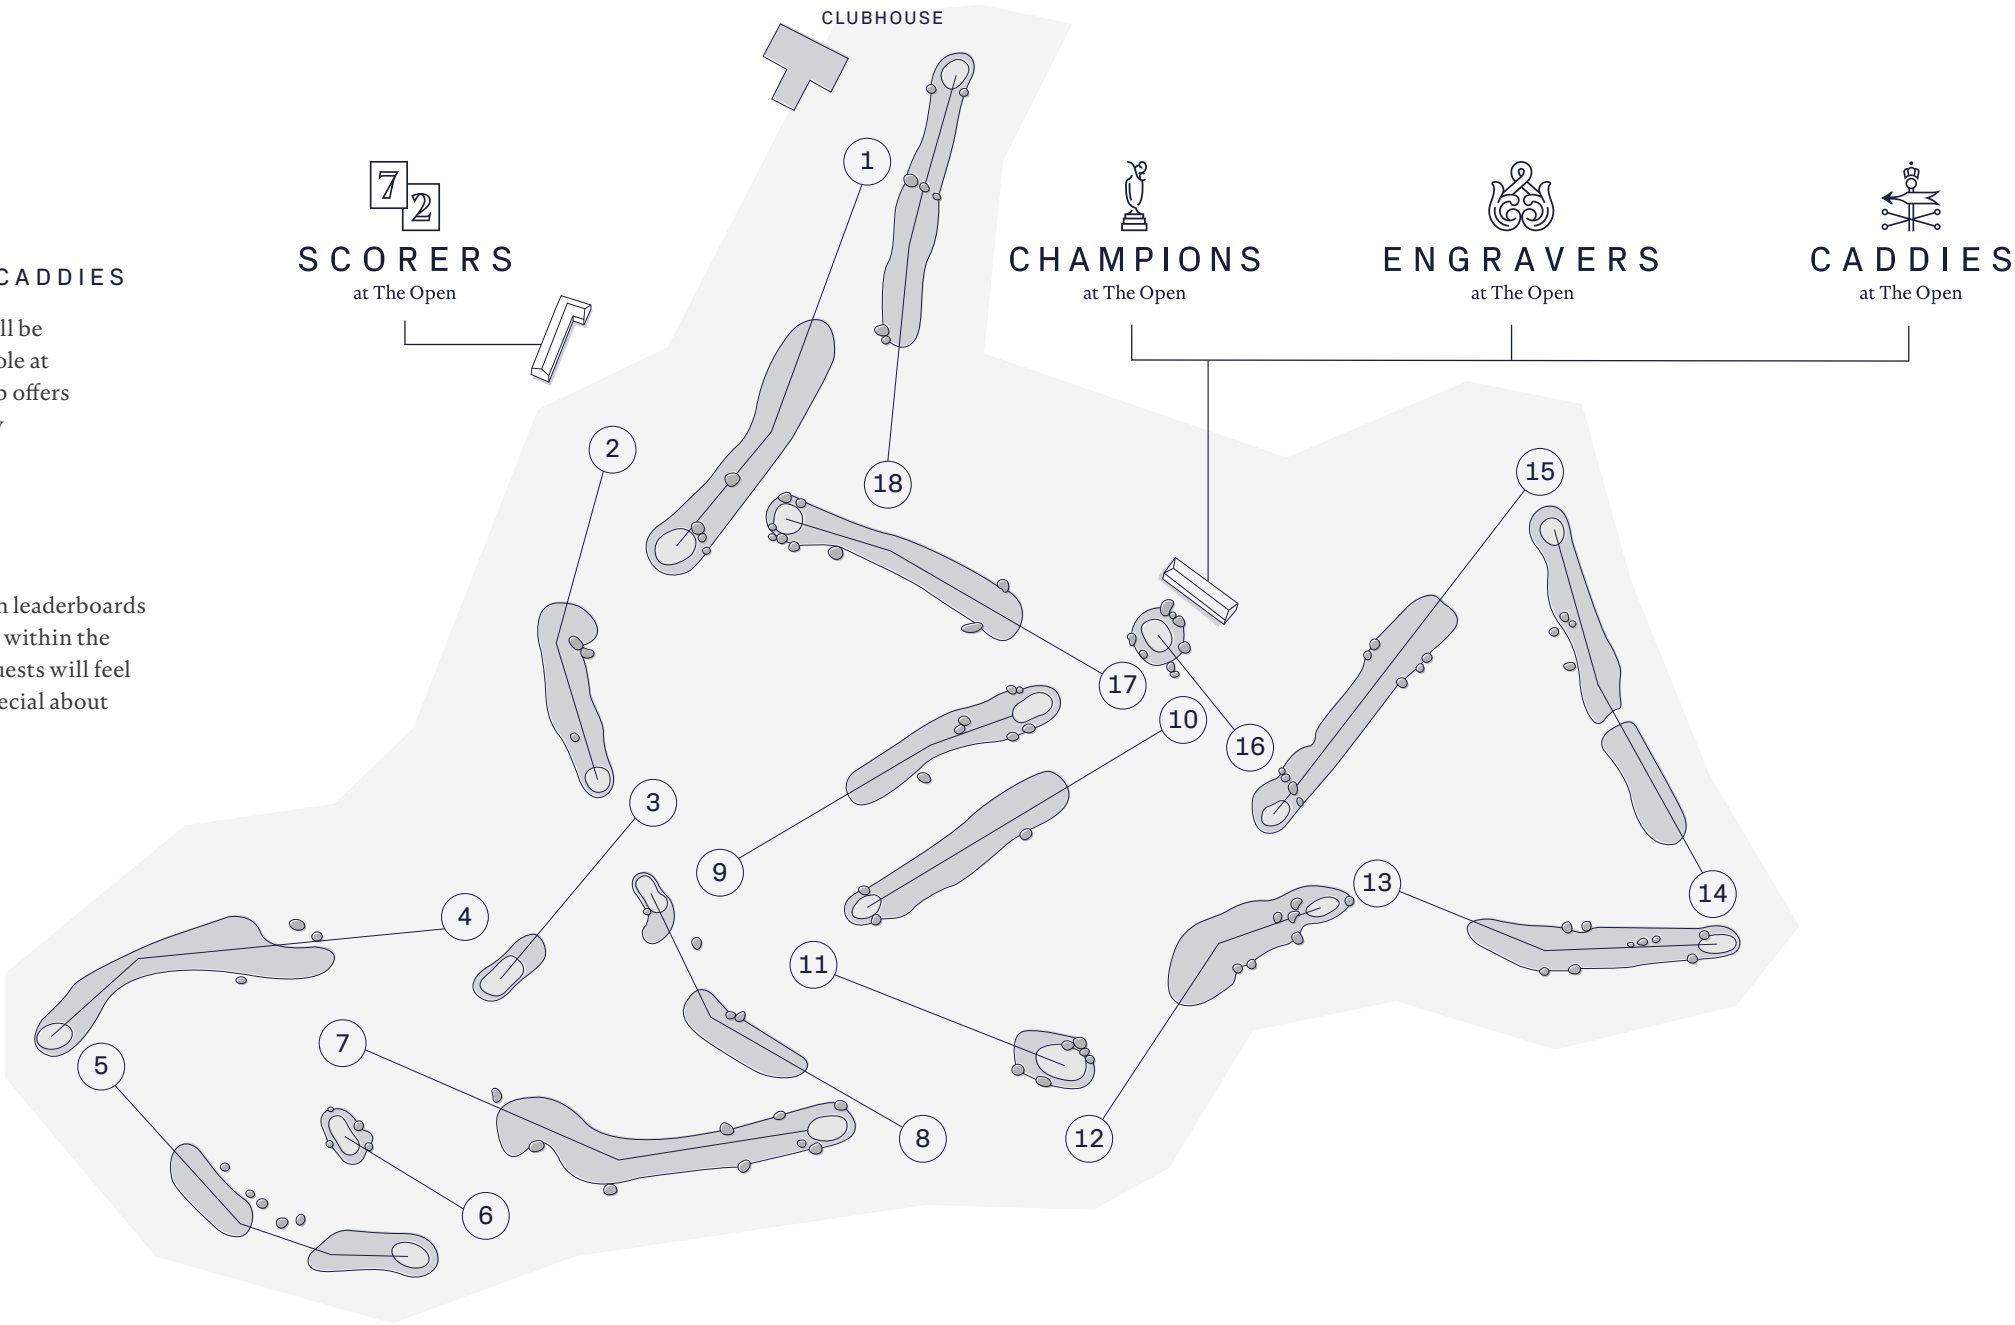 CLUBHOUSE
1
72
SCORERS
at The Open
CHAMPIONS
at The Open
ENGRAVERS
at The Open
CADDIES
at The Open
CADDIES
ll be
ole at
offers
n leaderboards
within the
uests will feel
ecial about
2
18
15
17
10
16
3
9
4
13
14
11
7
5
8
12
6